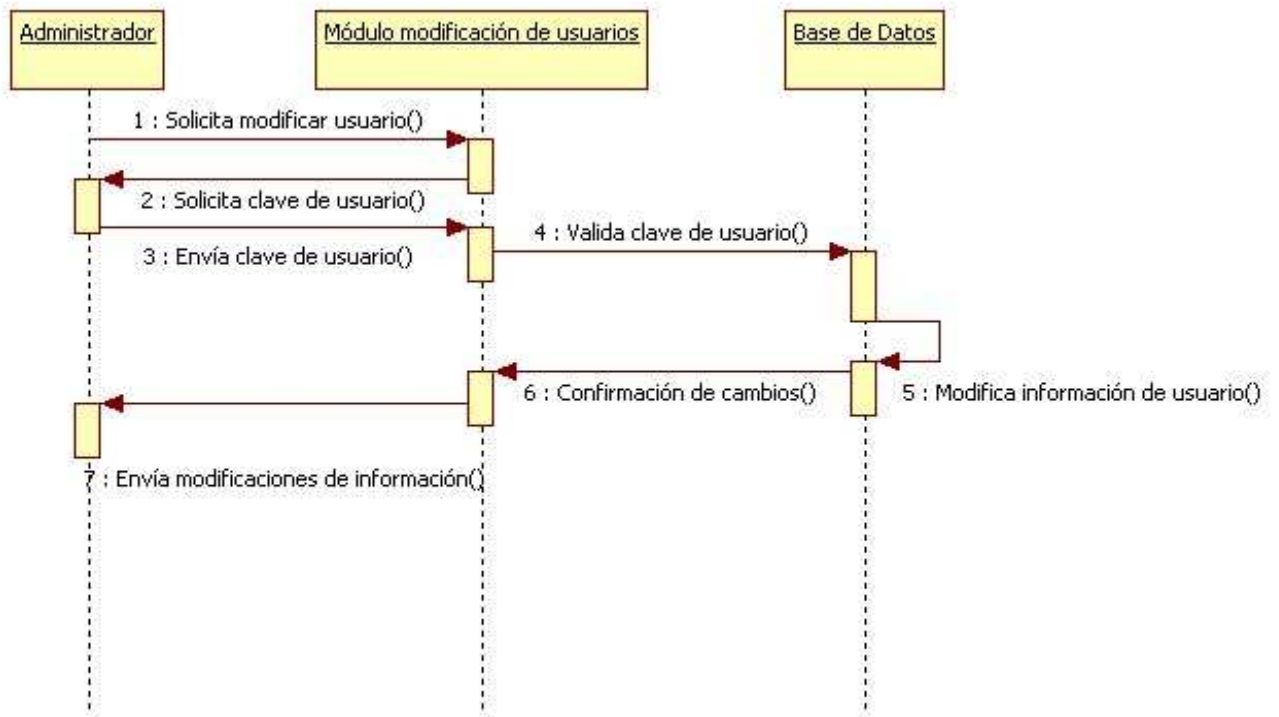 Administrador
Módulo modificación de usuarios
Base de Datos
1 : Solicita modificar usuario()
2 : Solicita clave de usuario()
3 : Envía clave de usuario()
4 : Valida clave de usuario()
5 : Modifica información de usuario()
6 : Confirmación de cambios()
7 : Envía modificaciones de información()